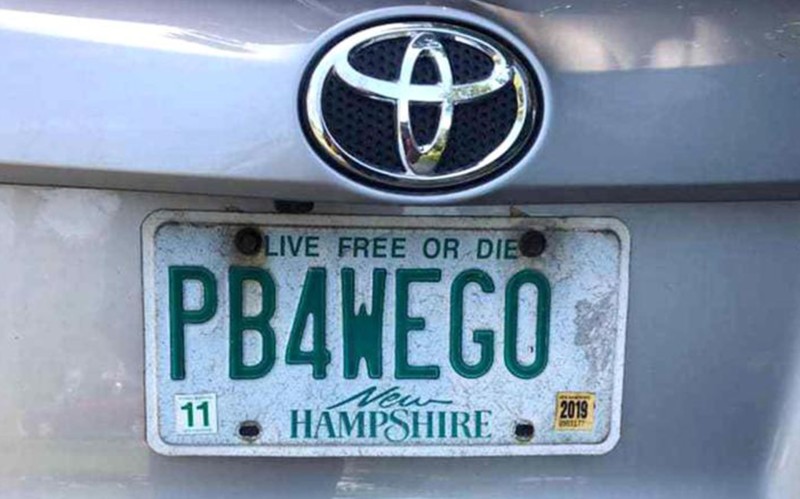 LIVE FREE OR DIE
PB4WEGO
11
New
HAMPSHIRE
2019